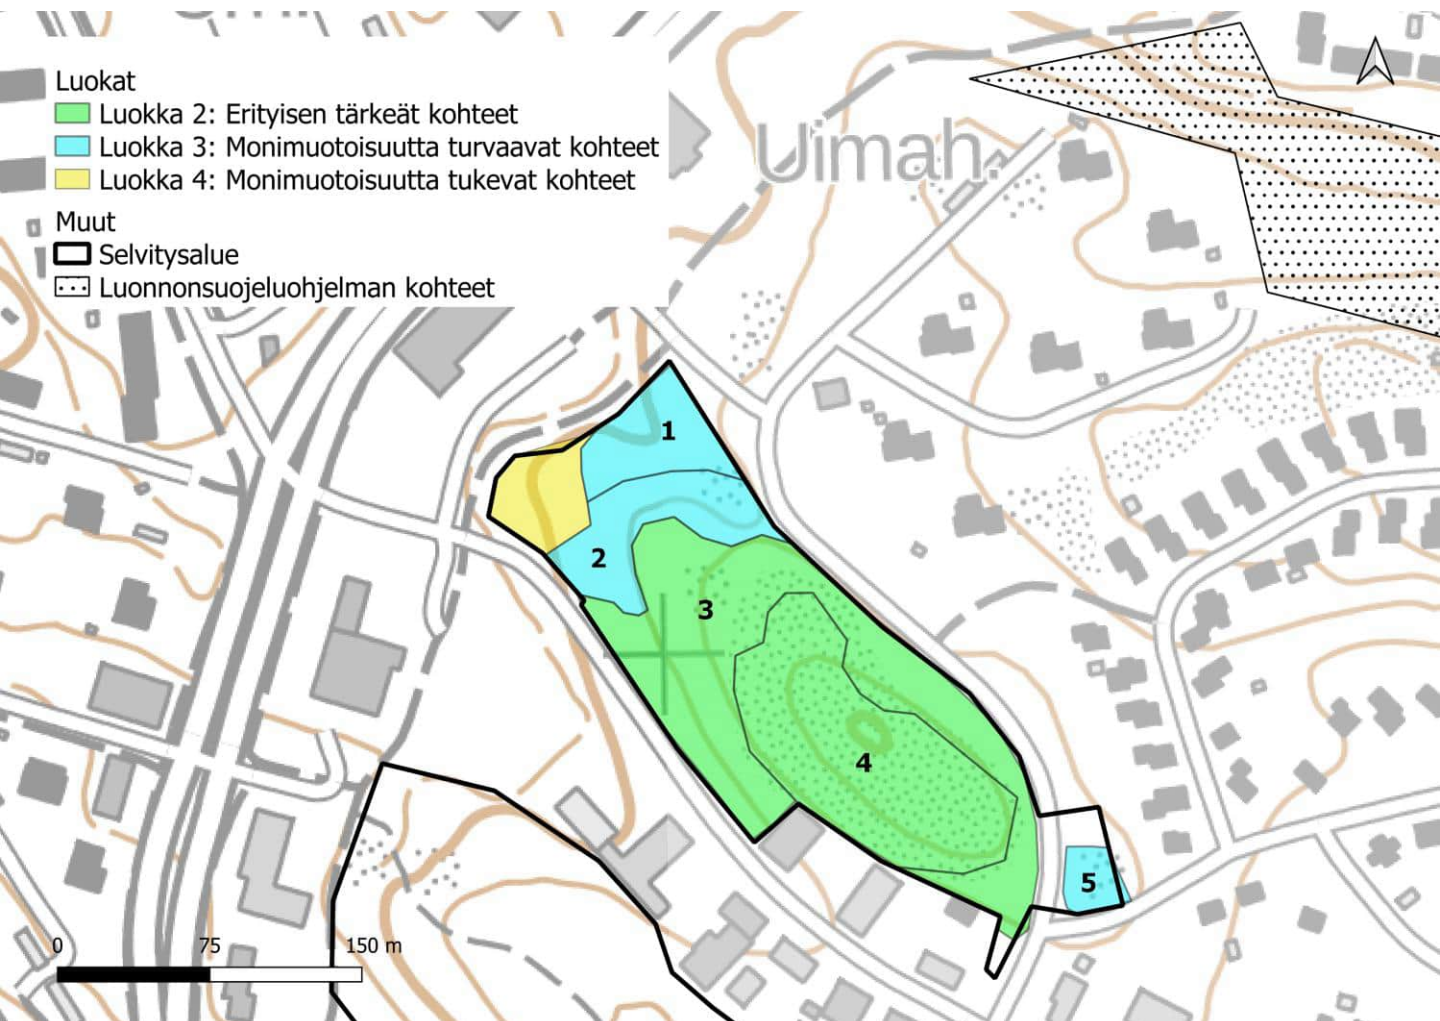 Luokat
Luokka 2: Erityisen tärkeät kohteet
Luokka 3: Monimuotoisuutta turvaavat kohteet
Luokka 4: Monimuotoisuutta tukevat kohteet
Muut
Selvitysalue
Luonnonsuojeluohjelman kohteet
Uimah.
1
2
3
4
5
0 75 150 m